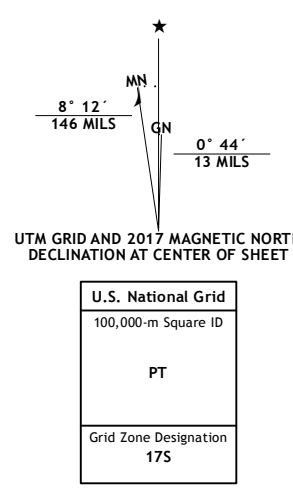 ★
MN
8° 12´
146 MILS
GN
0° 44´
13 MILS
UTM GRID AND 2017 MAGNETIC NORT
DECLINATION AT CENTER OF SHEET
U.S. National Grid
100,000-m Square ID
PT
Grid Zone Designation
17S